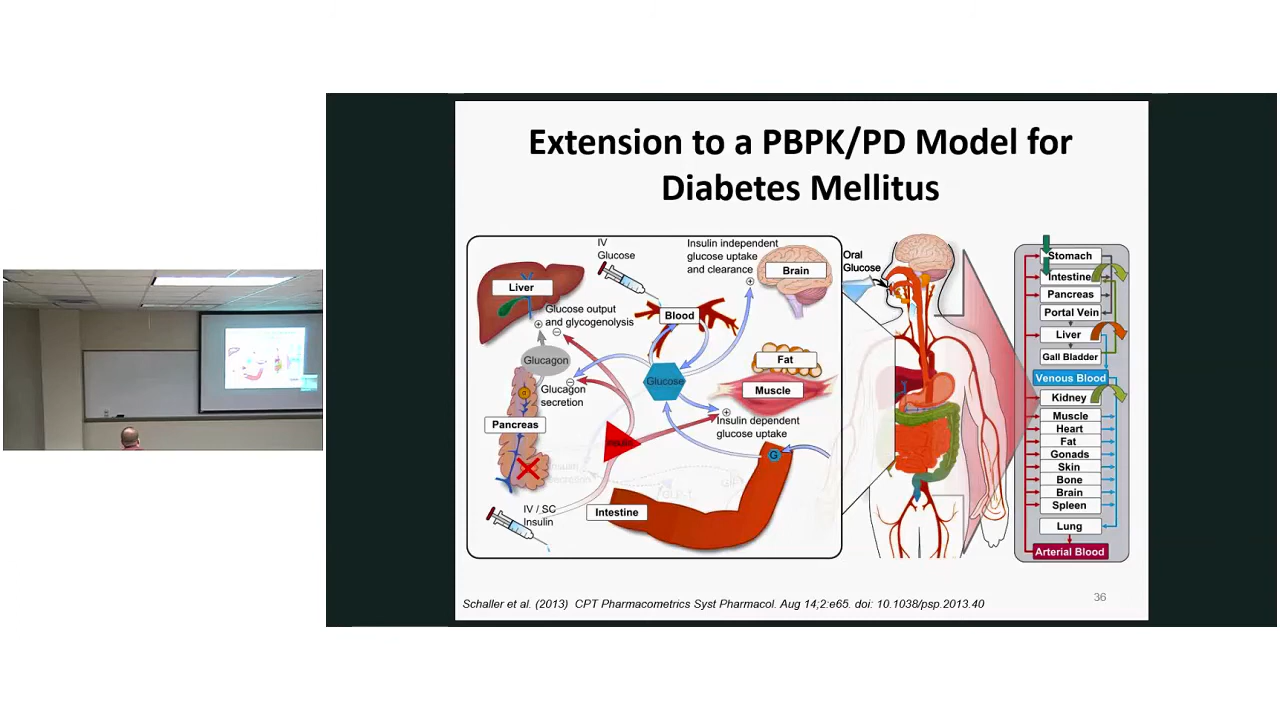 Extension to a PBPK/PD Model for
Diabetes Mellitus
IV
Glucose
Insulin independent
glucose uptake
and clearance
Brain
Liver
Glucose output
and glycogenolysis
Blood
Glucagon
Glucagon
secretion
Glucose
Fat
Muscle
Insulin dependent
glucose uptake
Pancreas
α
Insulin
G
IV / SC
Insulin
Intestine
Oral
Glucose
Stomach
Intestine
Pancreas
Portal Vein
Liver
Gall Bladder
Venous Blood
Kidney
Muscle
Heart
Fat
Gonads
Skin
Bone
Brain
Spleen
Lung
Arterial Blood
Schaller et al. (2013) CPT Pharmacometrics Syst Pharmacol. Aug 14;2:e65. doi: 10.1038/psp.2013.40
36